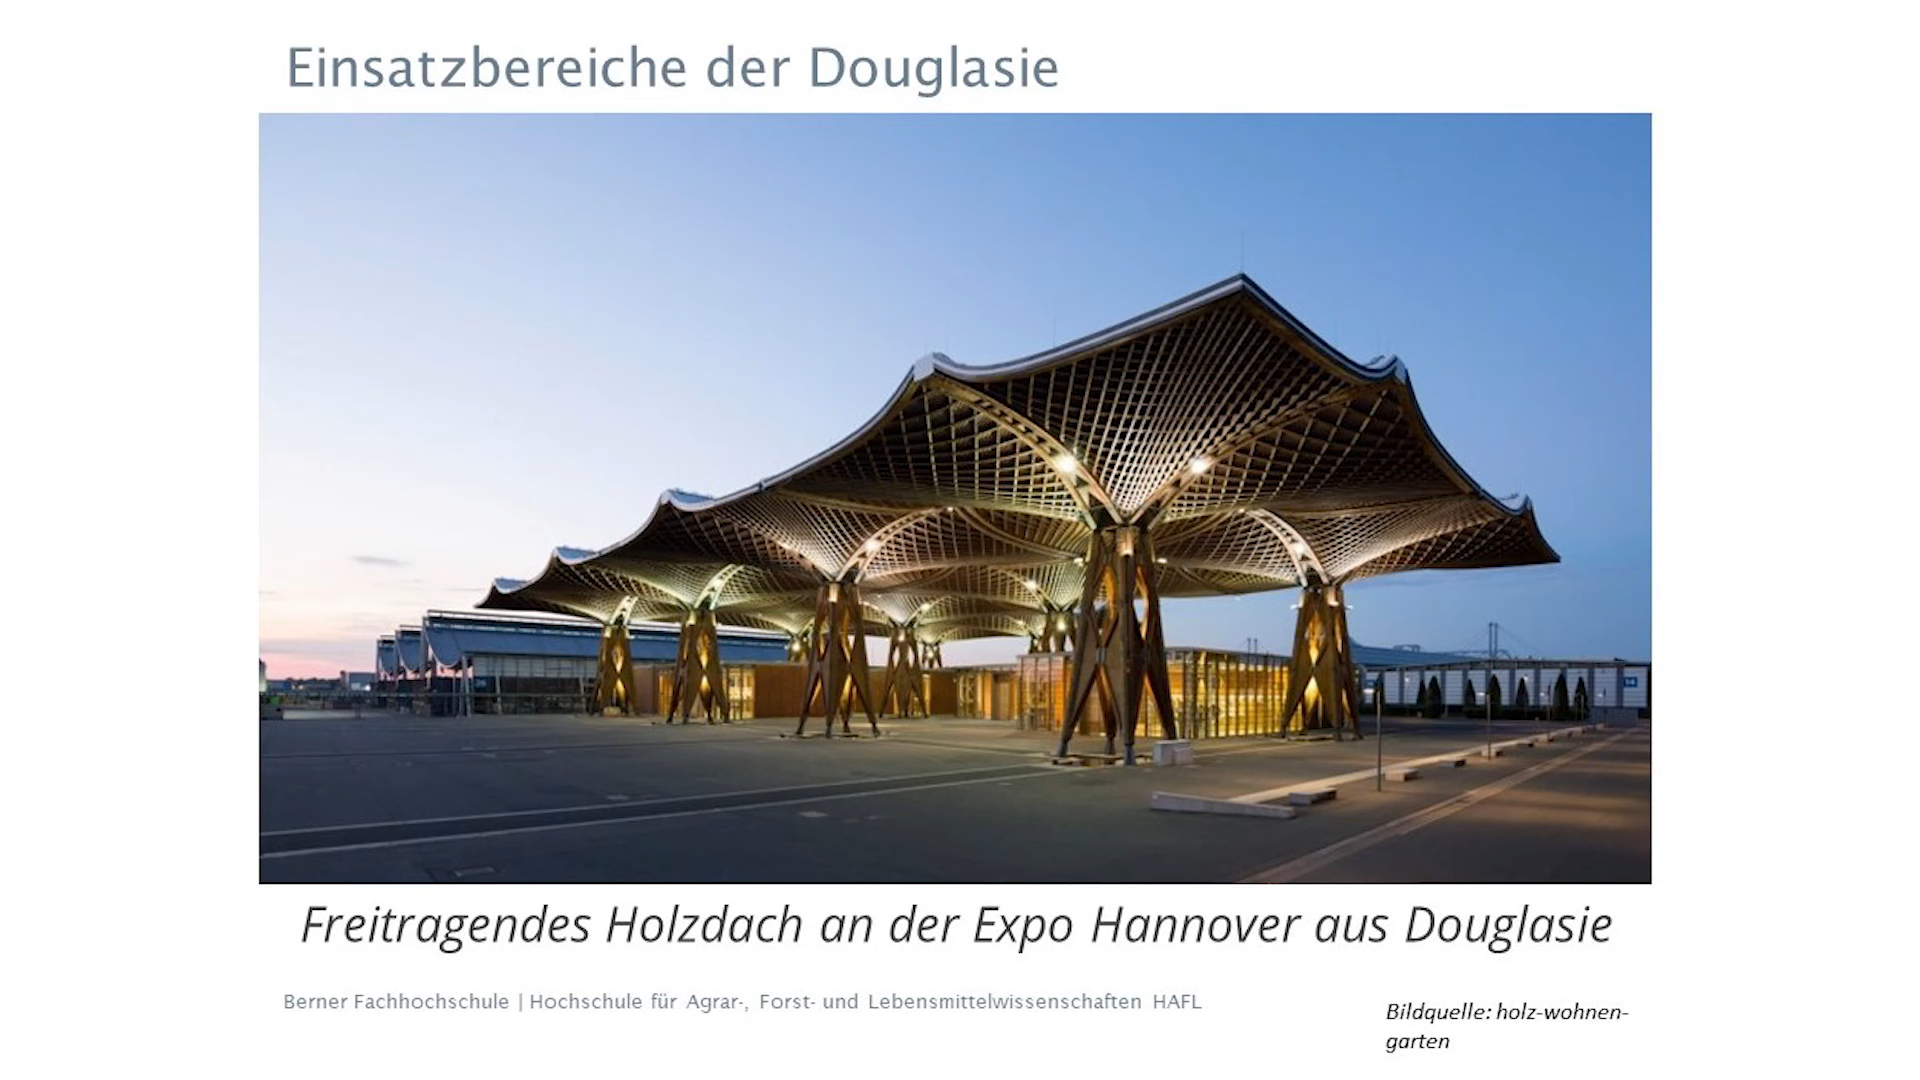 Einsatzbereiche der Douglasie
Freitragendes Holzdach an der Expo Hannover aus Douglasie
Berner Fachhochschule | Hochschule für Agrar-, Forst- und Lebensmittelwissenschaften HAFL
Bildquelle: holz-wohnen-
garten